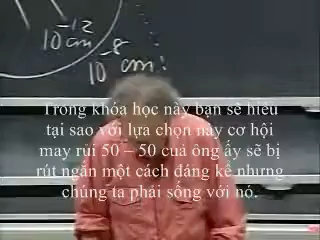 10⁻¹² cm
10⁻⁸ cm!
Trong khóa học này bạn sẽ hiểu
tại sao với lựa chọn này cơ hội
may rủi 50 – 50 cuả ông ấy sẽ bị
rút ngắn một cách đáng kể nhưng
chúng ta phải sống với nó.